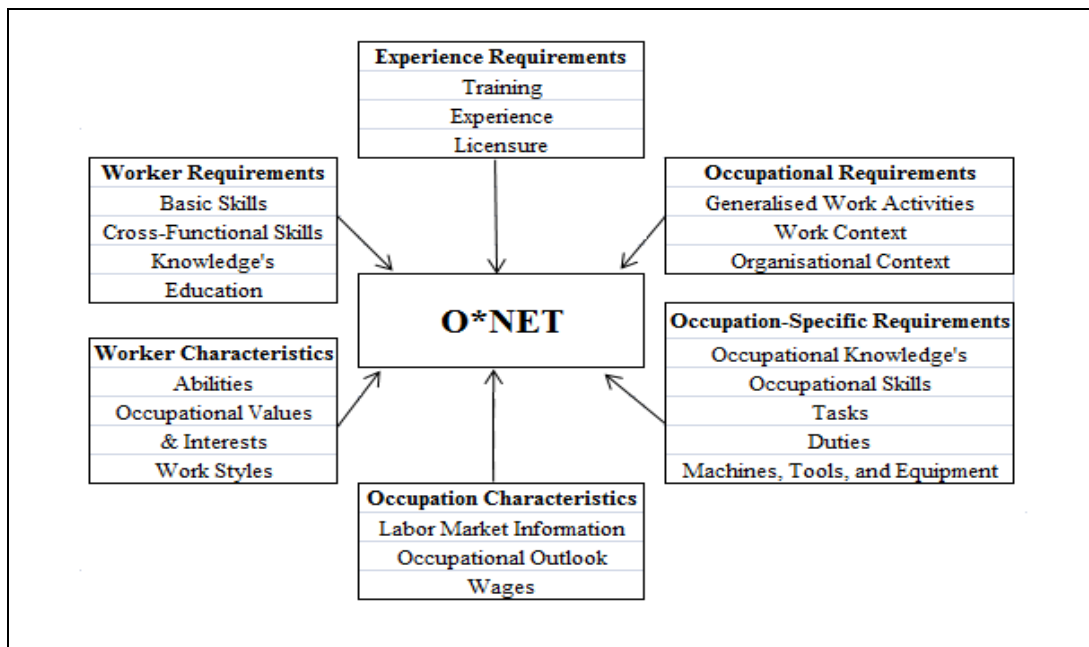 Experience Requirements
Training
Experience
Licensure
Worker Requirements
Basic Skills
Cross-Functional Skills
Knowledge's
Education
Occupational Requirements
Generalised Work Activities
Work Context
Organisational Context
O*NET
Worker Characteristics
Abilities
Occupational Values
& Interests
Work Styles
Occupation-Specific Requirements
Occupational Knowledge's
Occupational Skills
Tasks
Duties
Machines, Tools, and Equipment
Occupation Characteristics
Labor Market Information
Occupational Outlook
Wages